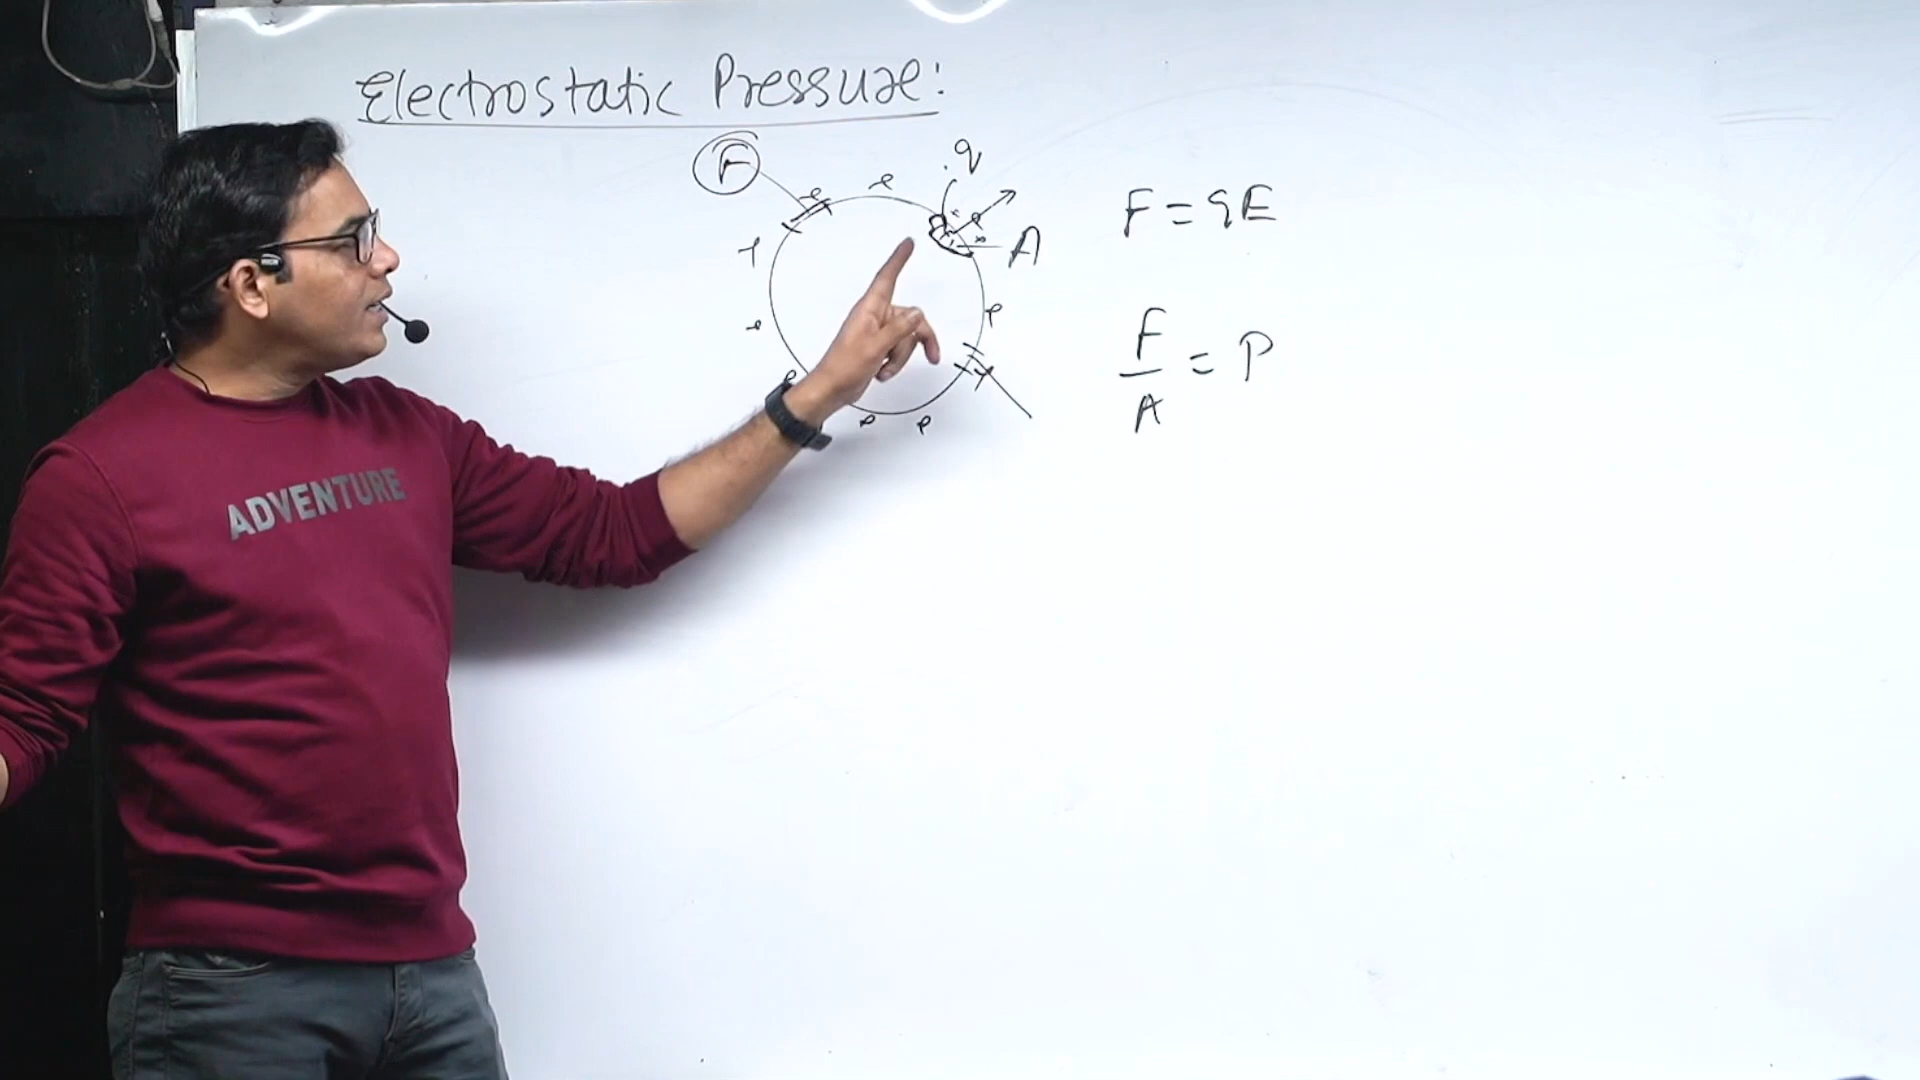 Electrostatic Pressure:
F
q
A
F = qE
F/A = P
ADVENTURE